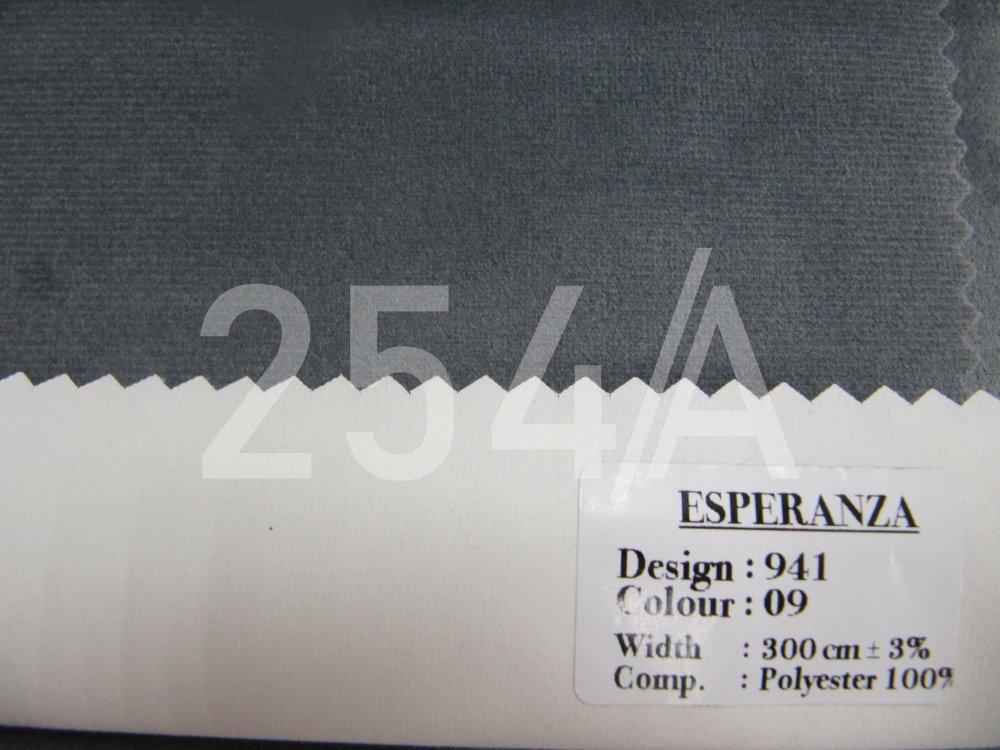 254/A
ESPERANZA
Design : 941
Colour : 09
Width : 300 cm ± 3%
Comp. : Polyester 100%